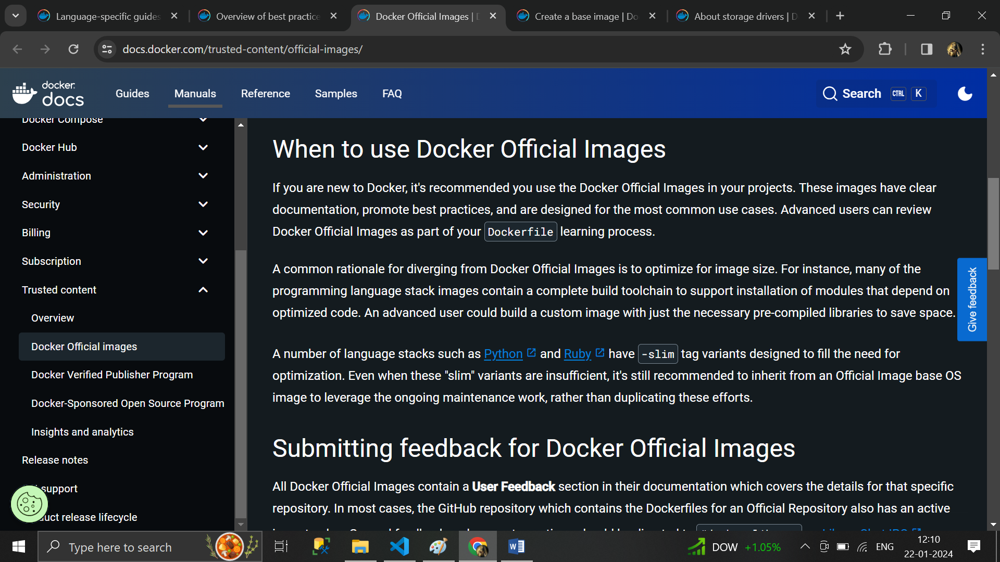 Language-specific guides
Overview of best practice
Docker Official Images |
Create a base image | Do
About storage drivers | D
docs.docker.com/trusted-content/official-images/
docker
docs
Guides
Manuals
Reference
Samples
FAQ
Search
CTRL
K
Docker Compose
Docker Hub
Administration
Security
Billing
Subscription
Trusted content
Overview
Docker Official images
Docker Verified Publisher Program
Docker-Sponsored Open Source Program
Insights and analytics
Release notes
support
uct release lifecycle
When to use Docker Official Images
If you are new to Docker, it's recommended you use the Docker Official Images in your projects. These images have clear
documentation, promote best practices, and are designed for the most common use cases. Advanced users can review
Docker Official Images as part of your Dockerfile learning process.
A common rationale for diverging from Docker Official Images is to optimize for image size. For instance, many of the
programming language stack images contain a complete build toolchain to support installation of modules that depend on
optimized code. An advanced user could build a custom image with just the necessary pre-compiled libraries to save space.
A number of language stacks such as Python and Ruby have -slim tag variants designed to fill the need for
optimization. Even when these "slim" variants are insufficient, it's still recommended to inherit from an Official Image base OS
image to leverage the ongoing maintenance work, rather than duplicating these efforts.
Submitting feedback for Docker Official Images
All Docker Official Images contain a User Feedback section in their documentation which covers the details for that specific
repository. In most cases, the GitHub repository which contains the Dockerfiles for an Official Repository also has an active
Give feedback
Type here to search
DOW +1.05%
ENG
12:10
22-01-2024